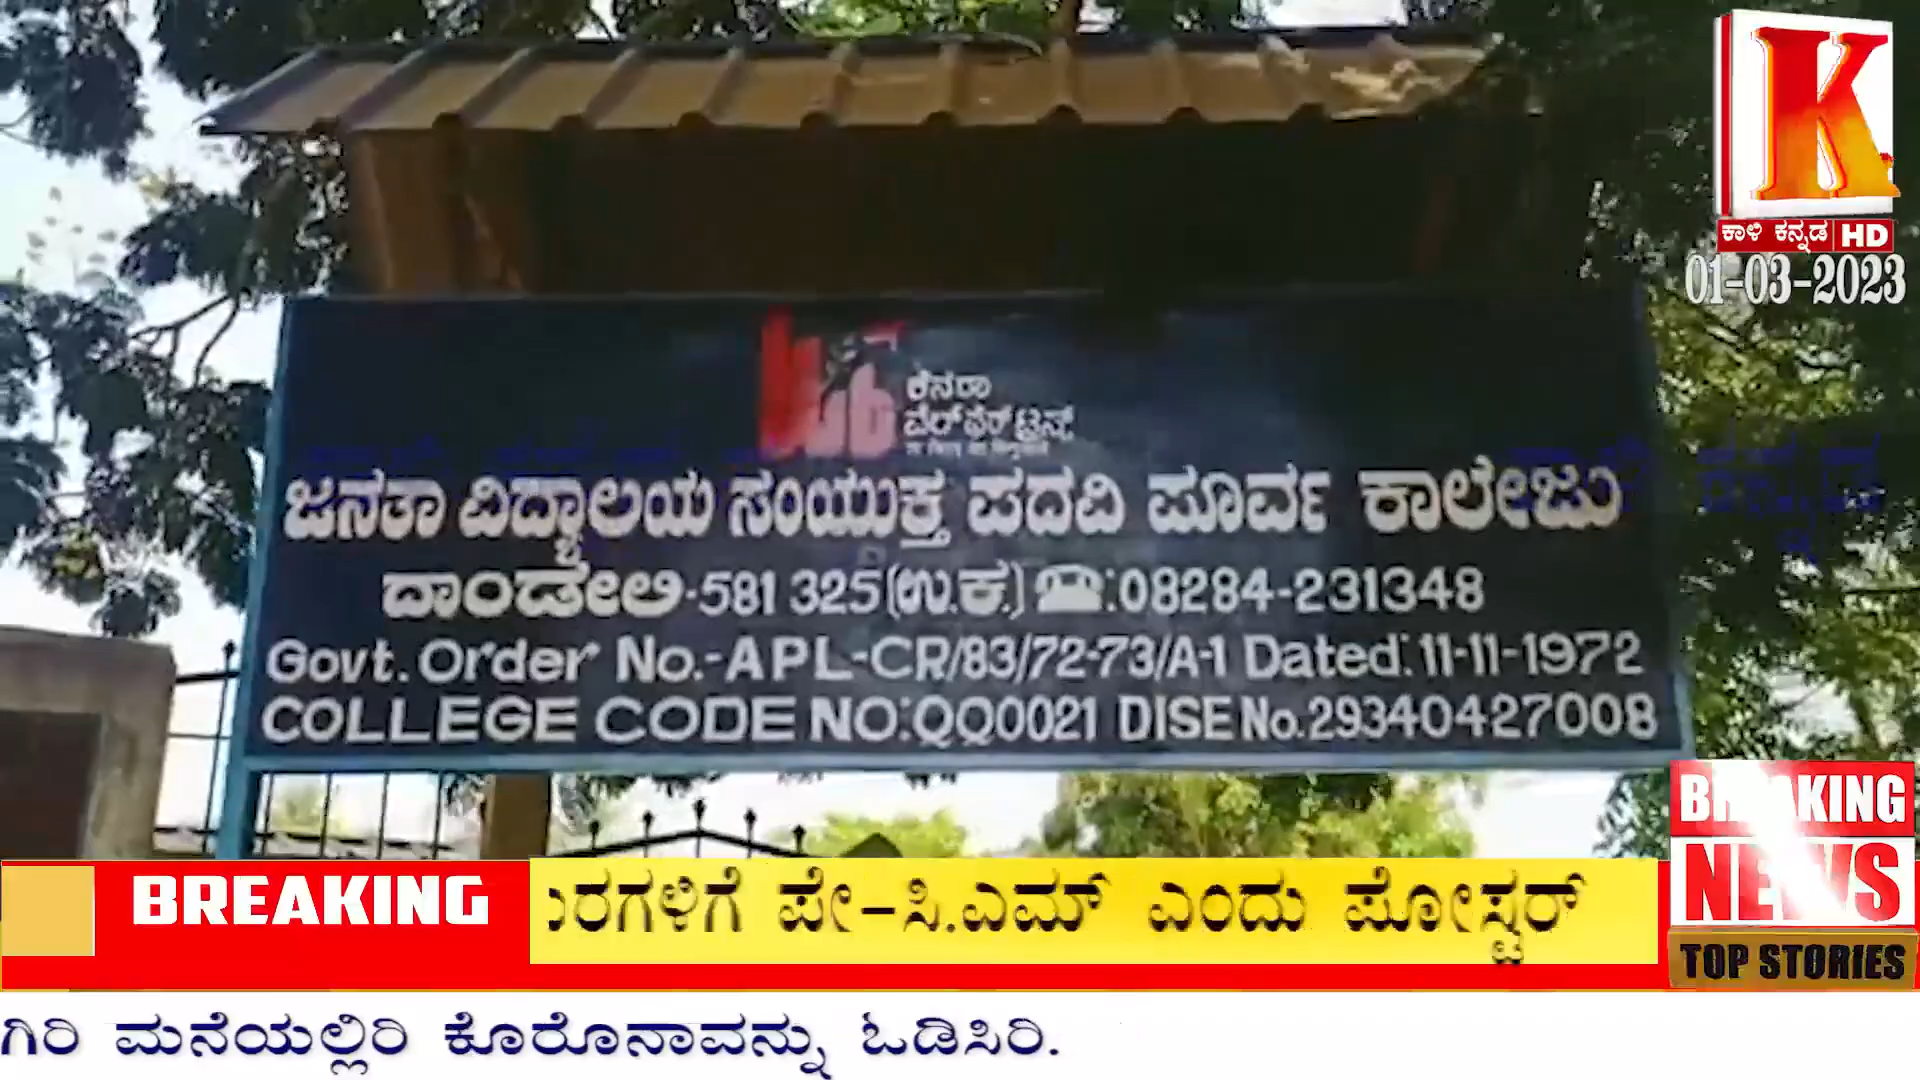 K
ಕಾಳಿ ಕನ್ನಡ HD
01-03-2023
ಕೆನರಾ
ವೆಲ್‌ಫೇರ್ ಟ್ರಸ್ಟ್
ಜನತಾ ವಿದ್ಯಾಲಯ ಸಂಯುಕ್ತ ಪದವಿ ಪೂರ್ವ ಕಾಲೇಜು
ದಾಂಡೇಲಿ-581 325 (ಉ.ಕ.) ☎:08284-231348
Govt. Order No.-APL-CR/83/72-73/A-1 Dated: 11-11-1972
COLLEGE CODE NO:QQ0021 DISE No.29340427008
BREAKING
NEWS
TOP STORIES
BREAKING
ರಗಳಿಗೆ ಪೇ-ಸಿ.ಎಮ್ ಎಂದು ಪೋಸ್ಟರ್
ಗಿರಿ ಮನೆಯಲ್ಲಿರಿ ಕೊರೊನಾವನ್ನು ಓಡಿಸಿರಿ.